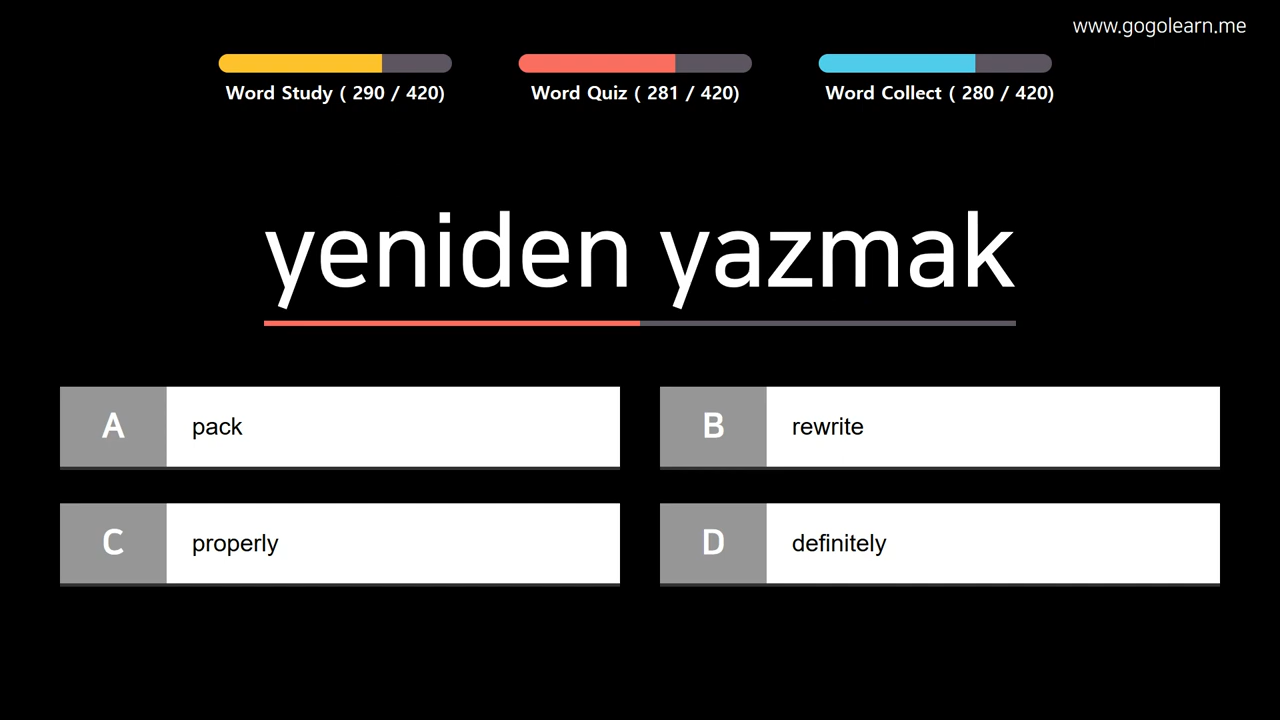 www.gogolearn.me
Word Study ( 290 / 420)
Word Quiz ( 281 / 420)
Word Collect ( 280 / 420)
yeniden yazmak
A pack
B rewrite
C properly
D definitely